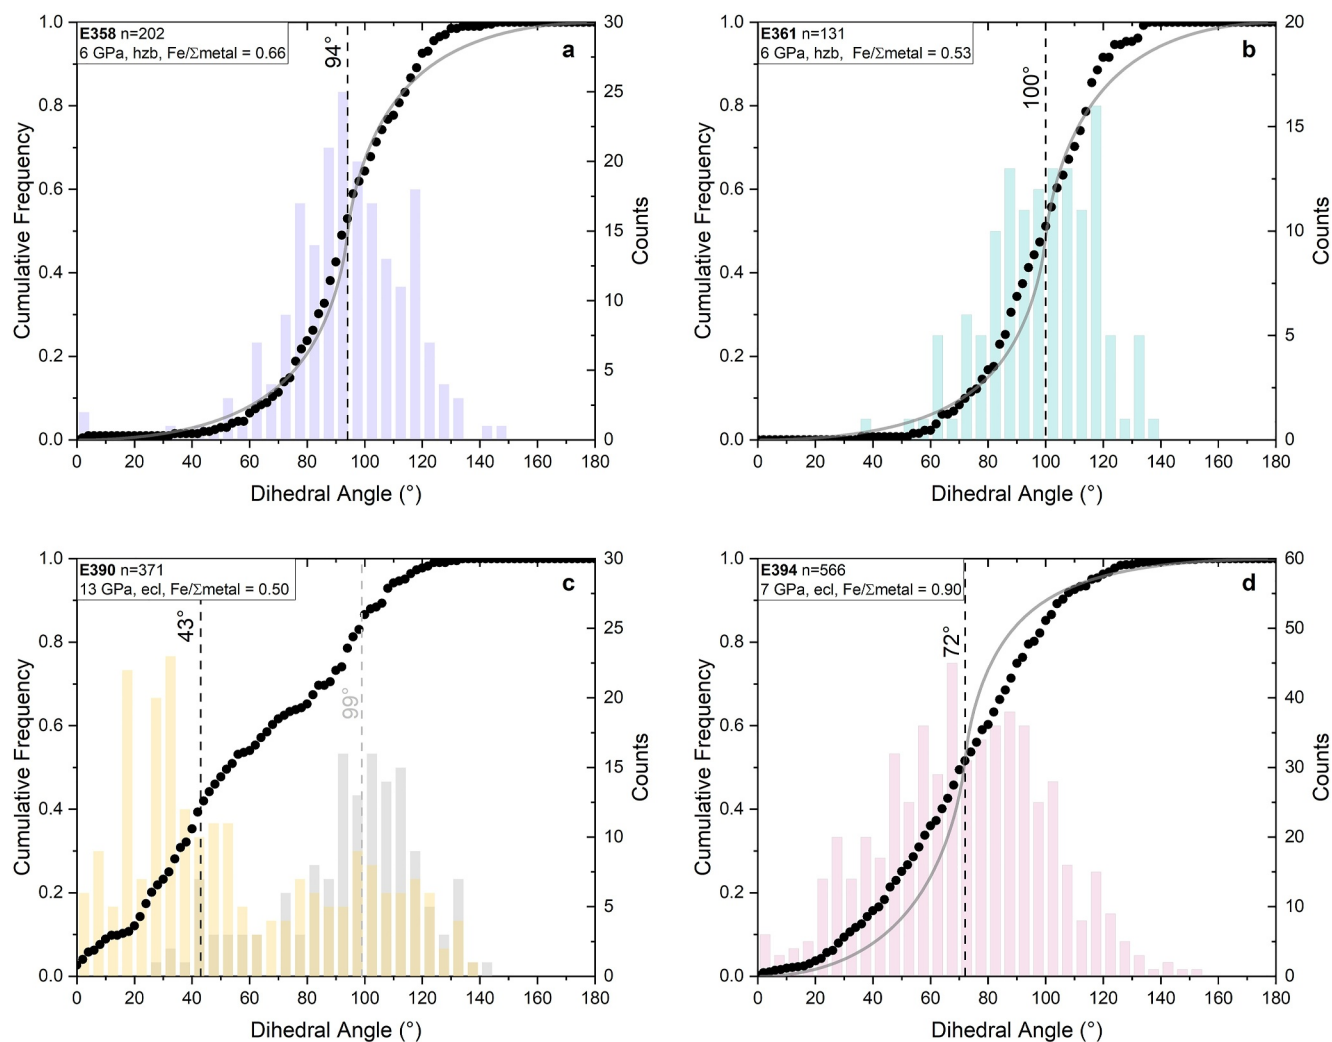 E358 n=202
6 GPa, hzb, Fe/Σmetal = 0.66
a
94°
1.0
0.8
0.6
0.4
0.2
0.0
30
25
20
15
10
5
0
0 20 40 60 80 100 120 140 160 180
Cumulative Frequency
Counts
Dihedral Angle (°)
E361 n=131
6 GPa, hzb, Fe/Σmetal = 0.53
b
100°
1.0
0.8
0.6
0.4
0.2
0.0
20
15
10
5
0
0 20 40 60 80 100 120 140 160 180
Cumulative Frequency
Counts
Dihedral Angle (°)
E390 n=371
13 GPa, ecl, Fe/Σmetal = 0.50
c
43°
99°
1.0
0.8
0.6
0.4
0.2
0.0
30
25
20
15
10
5
0
0 20 40 60 80 100 120 140 160 180
Cumulative Frequency
Counts
Dihedral Angle (°)
E394 n=566
7 GPa, ecl, Fe/Σmetal = 0.90
d
72°
1.0
0.8
0.6
0.4
0.2
0.0
60
50
40
30
20
10
0
0 20 40 60 80 100 120 140 160 180
Cumulative Frequency
Counts
Dihedral Angle (°)